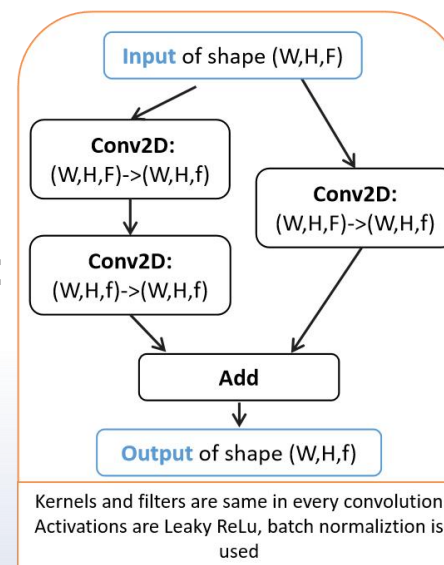 Input of shape (W,H,F)
Conv2D:
(W,H,F)->(W,H,f)
Conv2D:
(W,H,F)->(W,H,f)
Conv2D:
(W,H,f)->(W,H,f)
Add
Output of shape (W,H,f)
Kernels and filters are same in every convolution
Activations are Leaky ReLu, batch normaliztion is
used